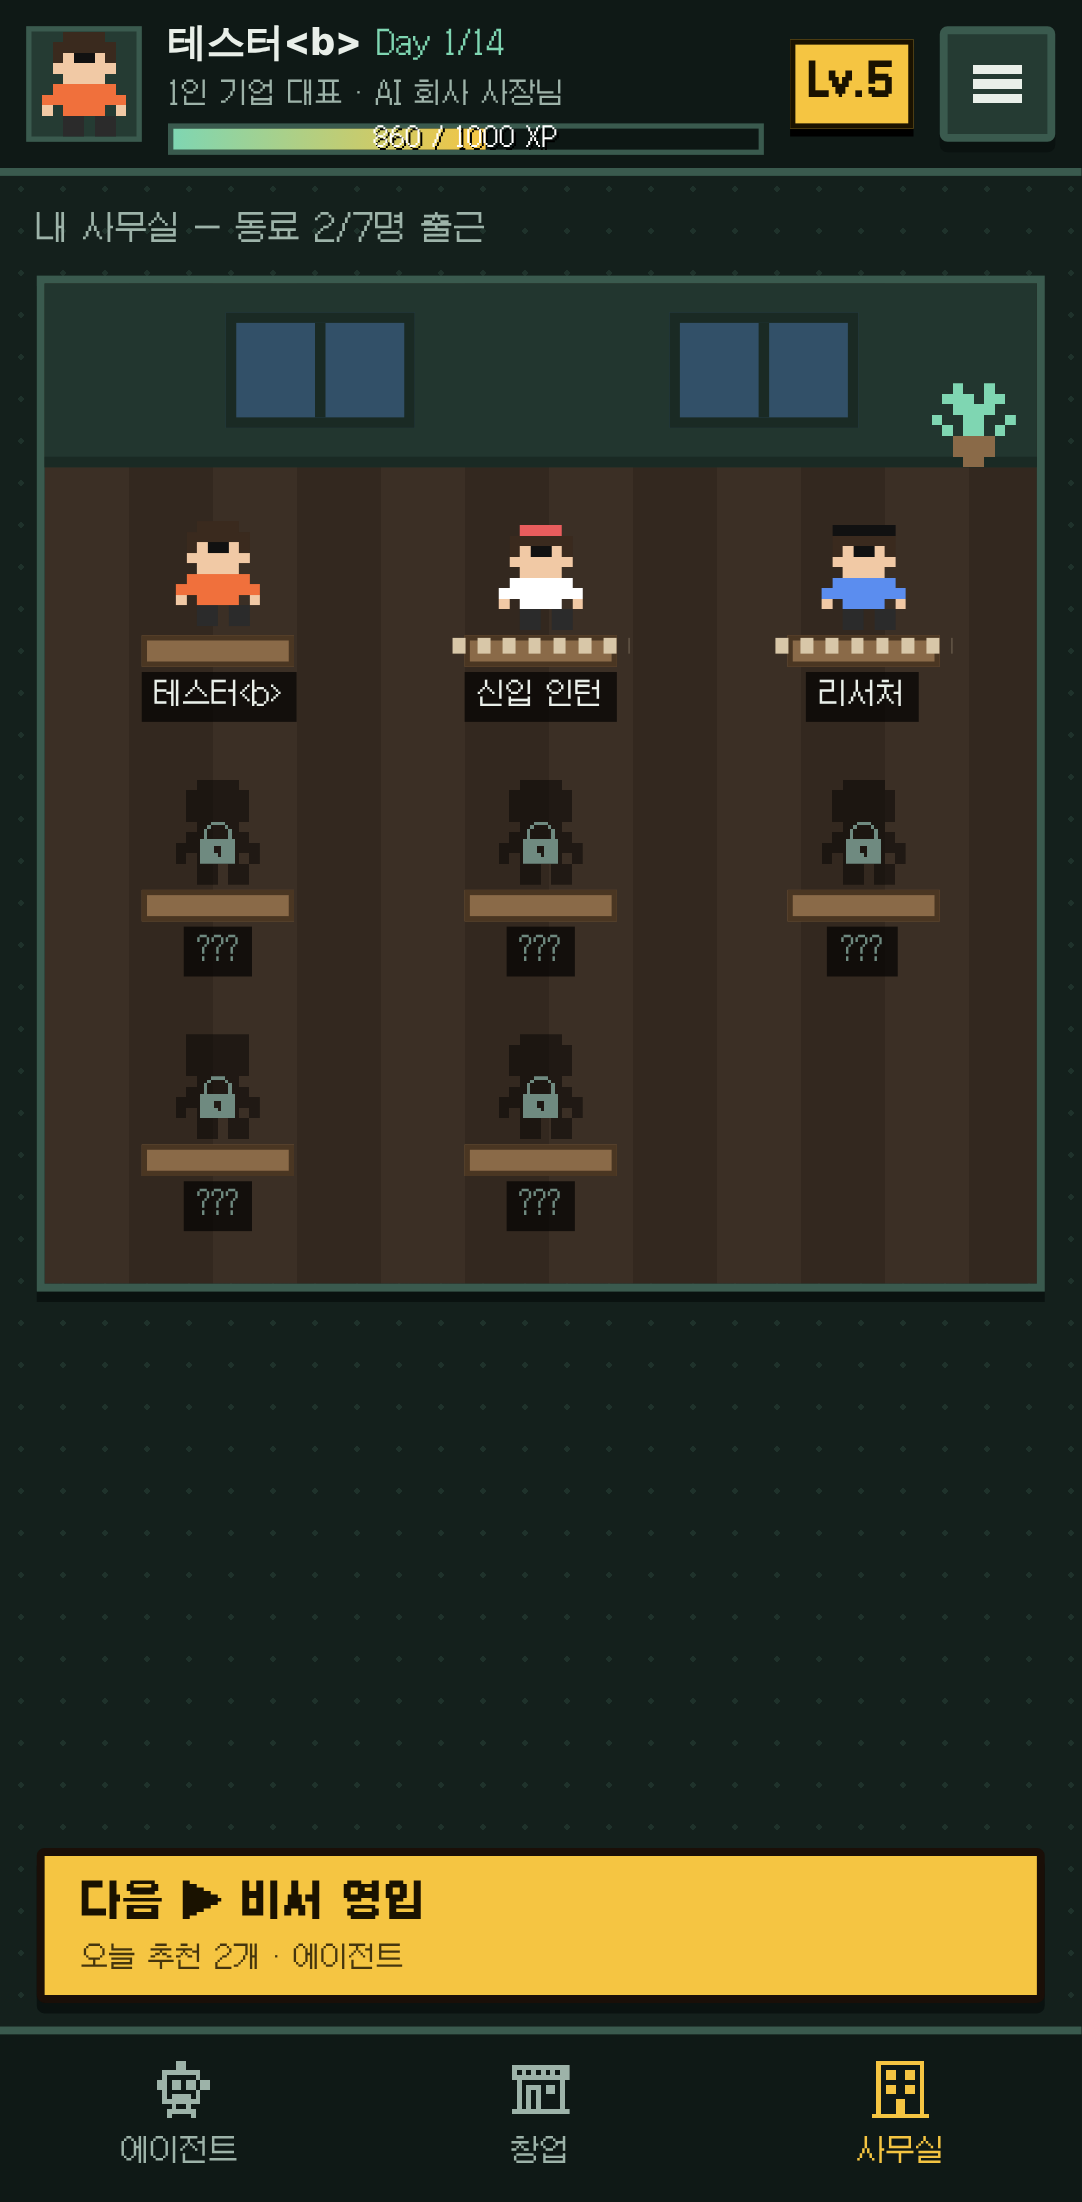 테스터<b> Day 1/14
1인 기업 대표 · AI 회사 사장님
860 / 1000 XP
Lv.5
내 사무실 — 동료 2/7명 출근
테스터<b>
신입 인턴
리서처
???
???
???
???
???
다음 ▶ 비서 영입
오늘 추천 2개 · 에이전트
에이전트
창업
사무실